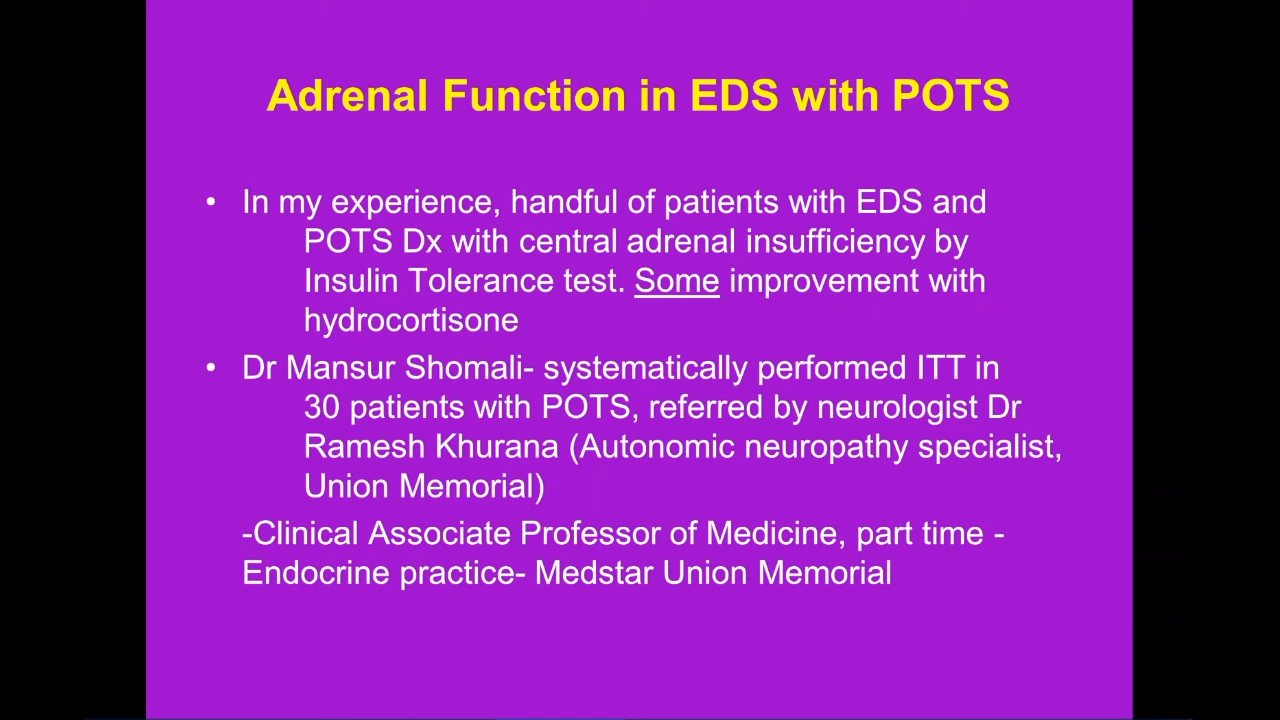 Adrenal Function in EDS with POTS
• In my experience, handful of patients with EDS and
POTS Dx with central adrenal insufficiency by
Insulin Tolerance test. Some improvement with
hydrocortisone
• Dr Mansur Shomali- systematically performed ITT in
30 patients with POTS, referred by neurologist Dr
Ramesh Khurana (Autonomic neuropathy specialist,
Union Memorial)
-Clinical Associate Professor of Medicine, part time -
Endocrine practice- Medstar Union Memorial